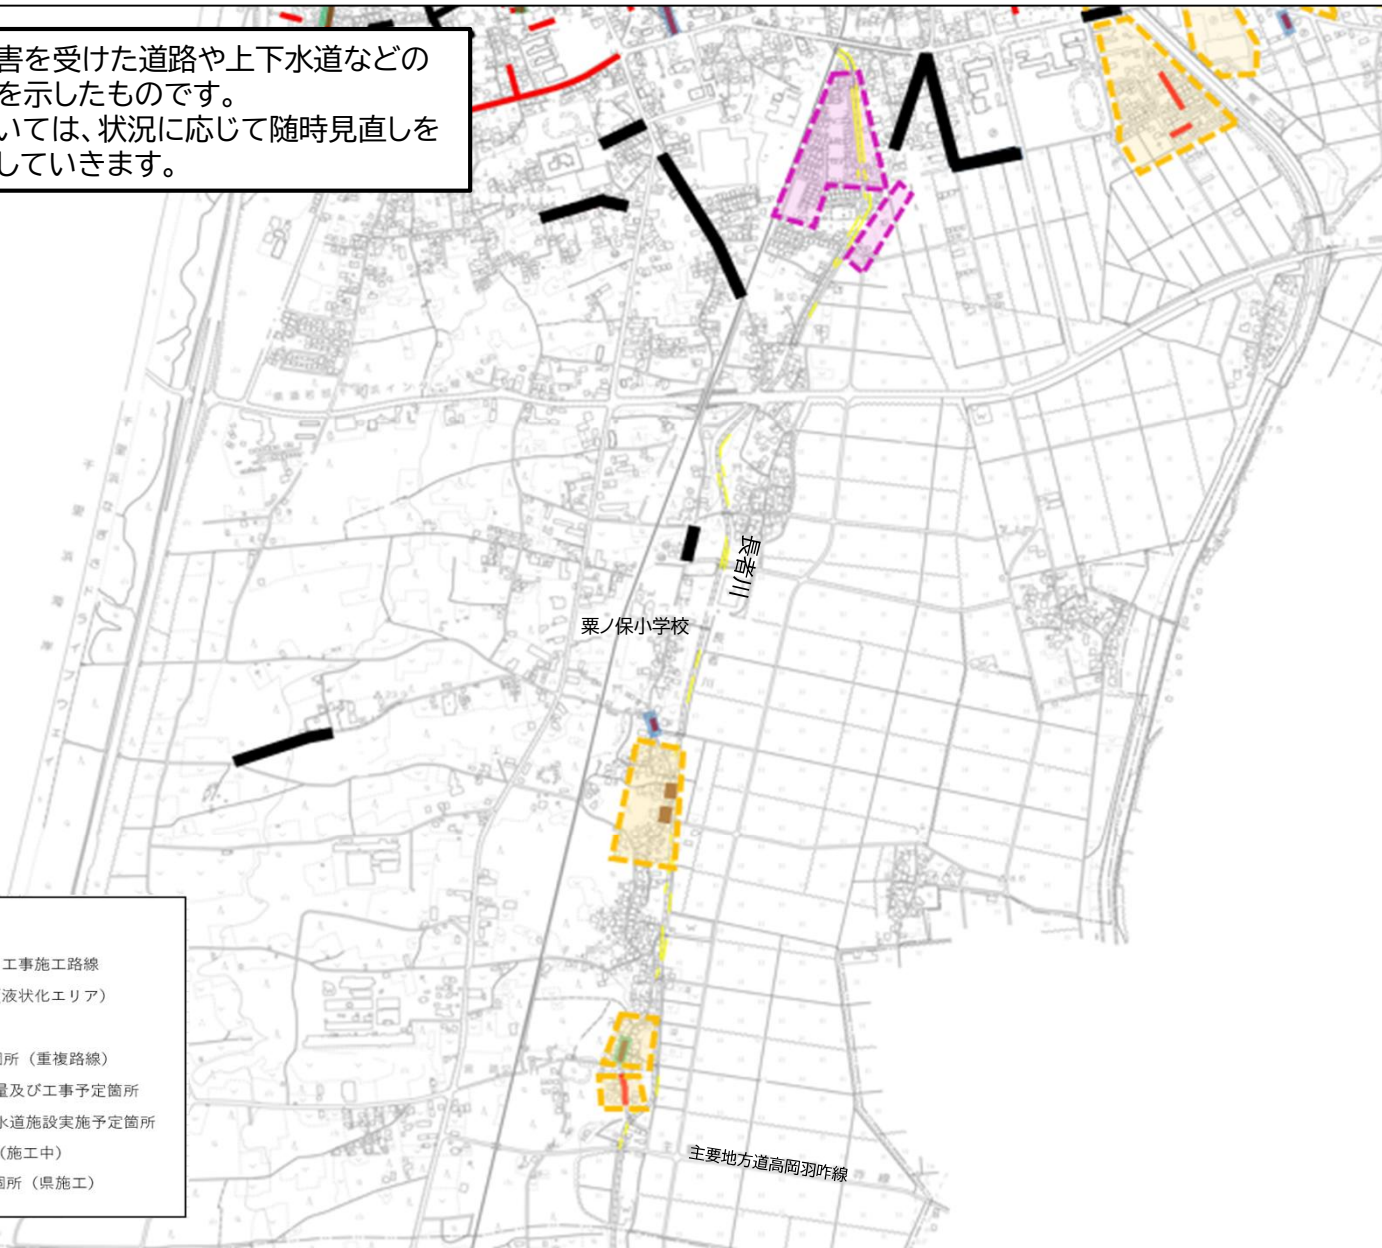 害を受けた道路や上下水道などの
を示したものです。
いては、状況に応じて随時見直しを
していきます。
長者川
粟ノ保小学校
工事施工路線
液状化エリア）
所（重複路線）
量及び工事予定箇所
水道施設実施予定箇所
（施工中）
箇所（県施工）
主要地方道高岡羽咋線